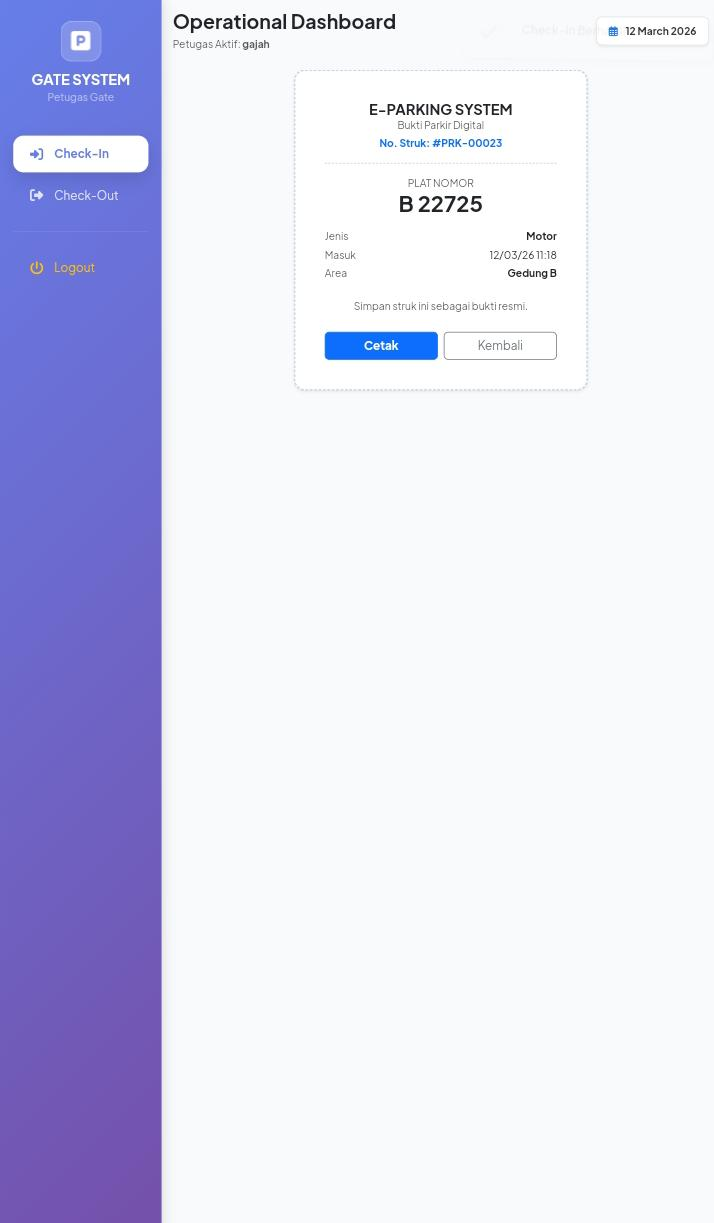 GATE SYSTEM
Petugas Gate
Check-In
Check-Out
Logout
Operational Dashboard
Petugas Aktif: gajah
Check-in
12 March 2026
E-PARKING SYSTEM
Bukti Parkir Digital
No. Struk: #PRK-00023
PLAT NOMOR
B 22725
Jenis Motor
Masuk 12/03/26 11:18
Area Gedung B
Simpan struk ini sebagai bukti resmi.
Cetak Kembali